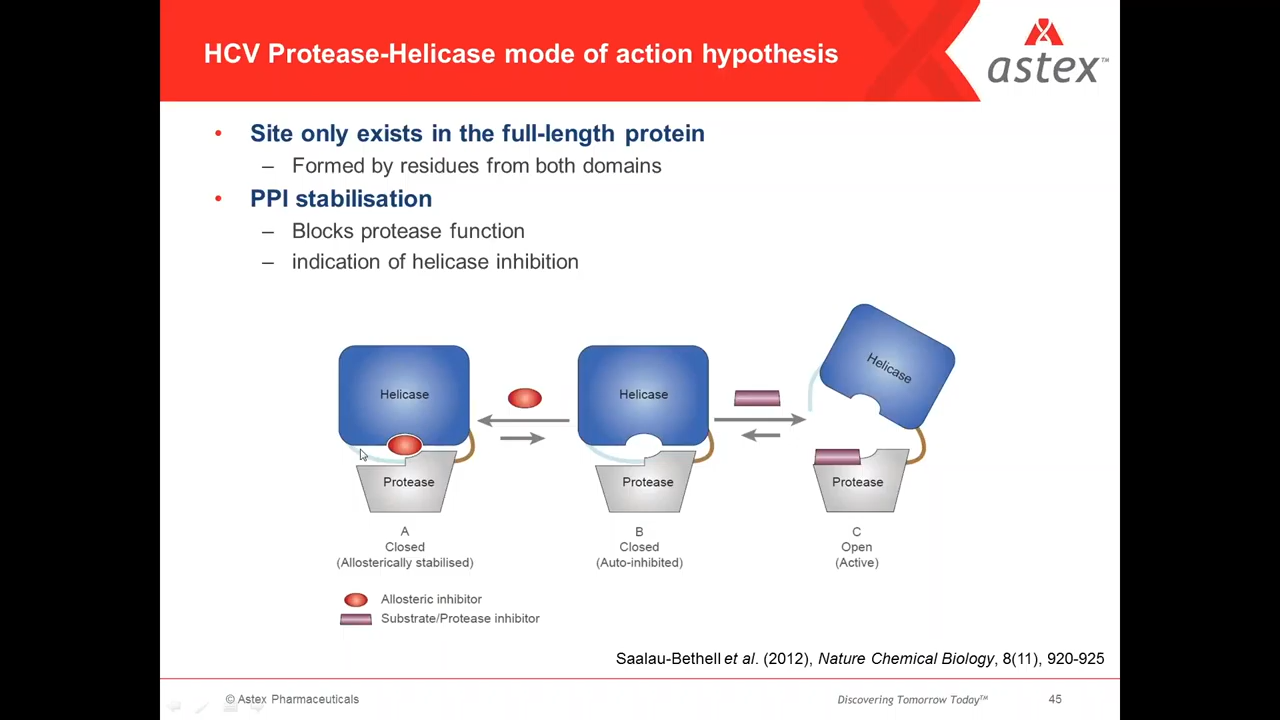 HCV Protease-Helicase mode of action hypothesis
astex™
• Site only exists in the full-length protein
– Formed by residues from both domains
• PPI stabilisation
– Blocks protease function
– indication of helicase inhibition
Helicase
Helicase
Helicase
Protease
Protease
Protease
A
Closed
(Allosterically stabilised)
B
Closed
(Auto-inhibited)
C
Open
(Active)
Allosteric inhibitor
Substrate/Protease inhibitor
Saalau-Bethell et al. (2012), Nature Chemical Biology, 8(11), 920-925
© Astex Pharmaceuticals
Discovering Tomorrow Today™
45